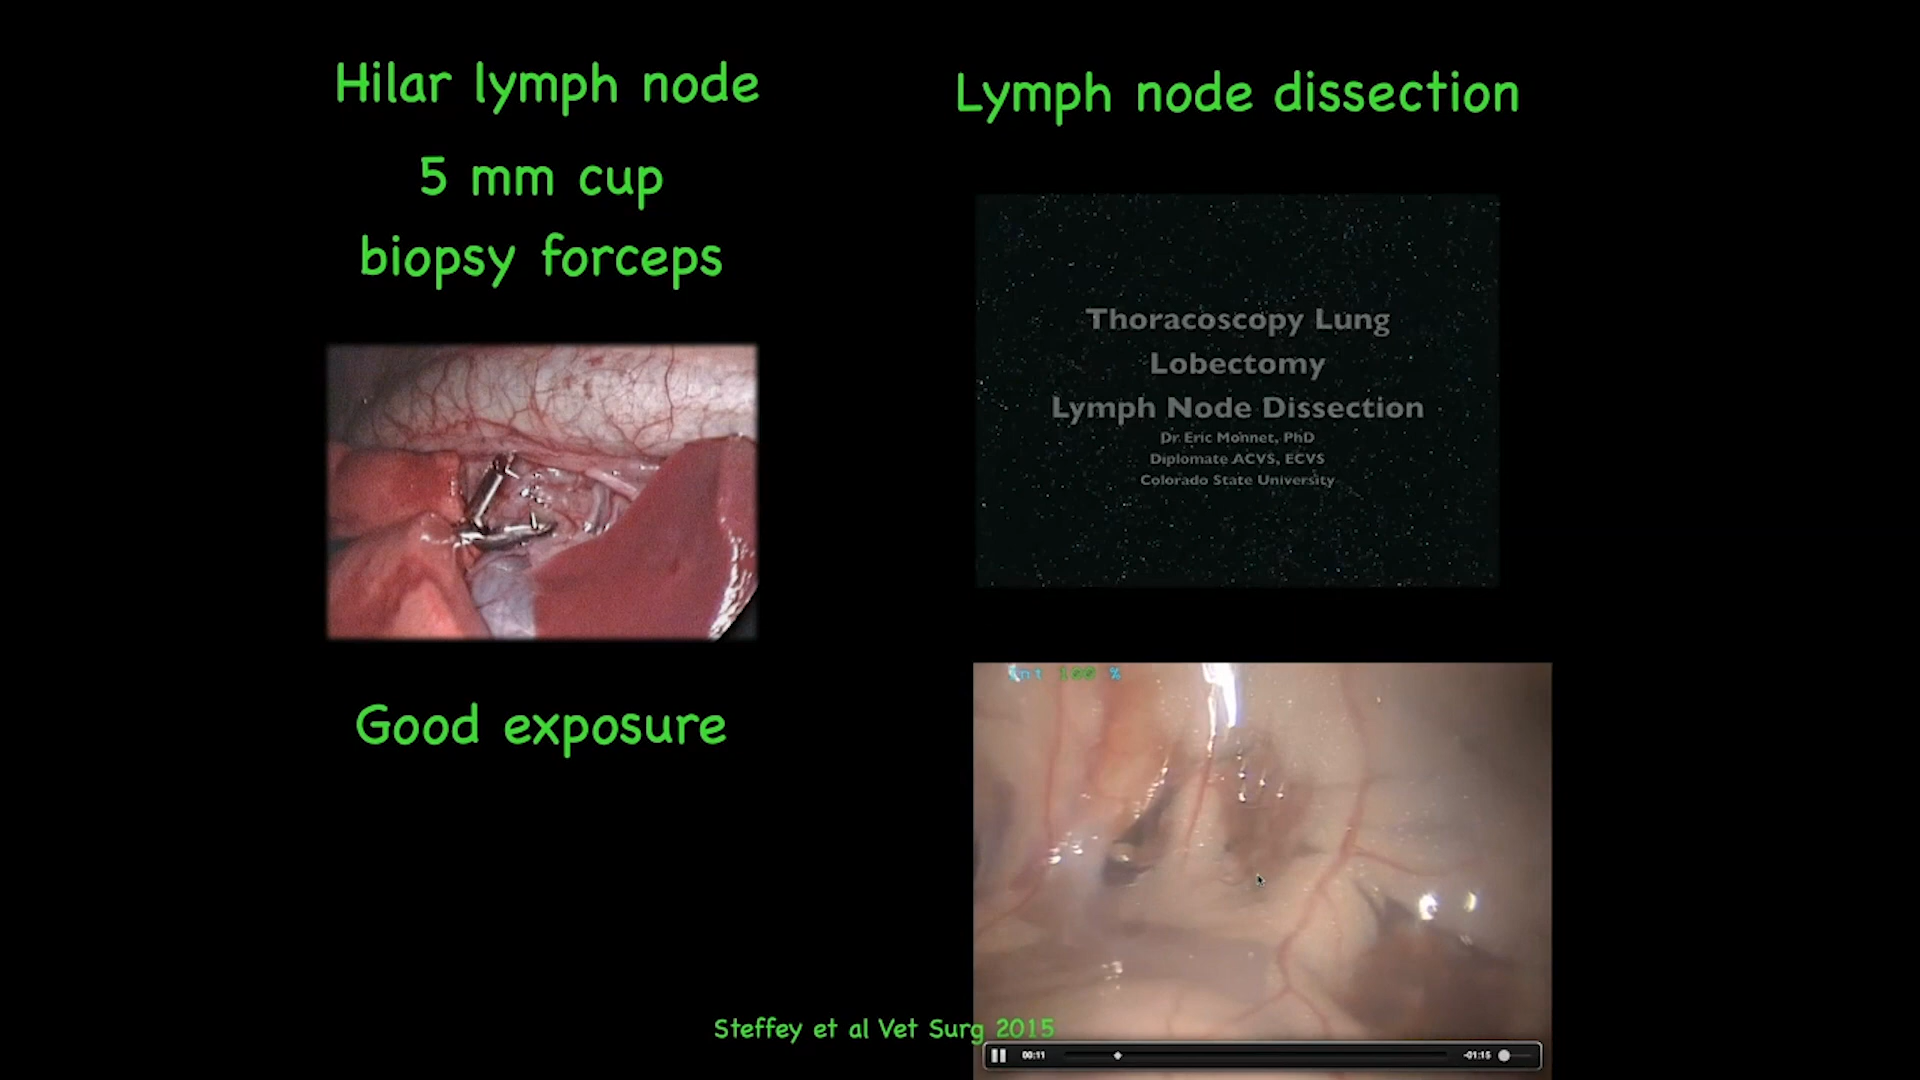 Hilar lymph node
5 mm cup
biopsy forceps
Good exposure
Lymph node dissection
Thoracoscopy Lung
Lobectomy
Lymph Node Dissection
Dr Eric Monnet, PhD
Diplomate ACVS, ECVS
Colorado State University
100 %
Steffey et al Vet Surg 2015
00:11
-01:15